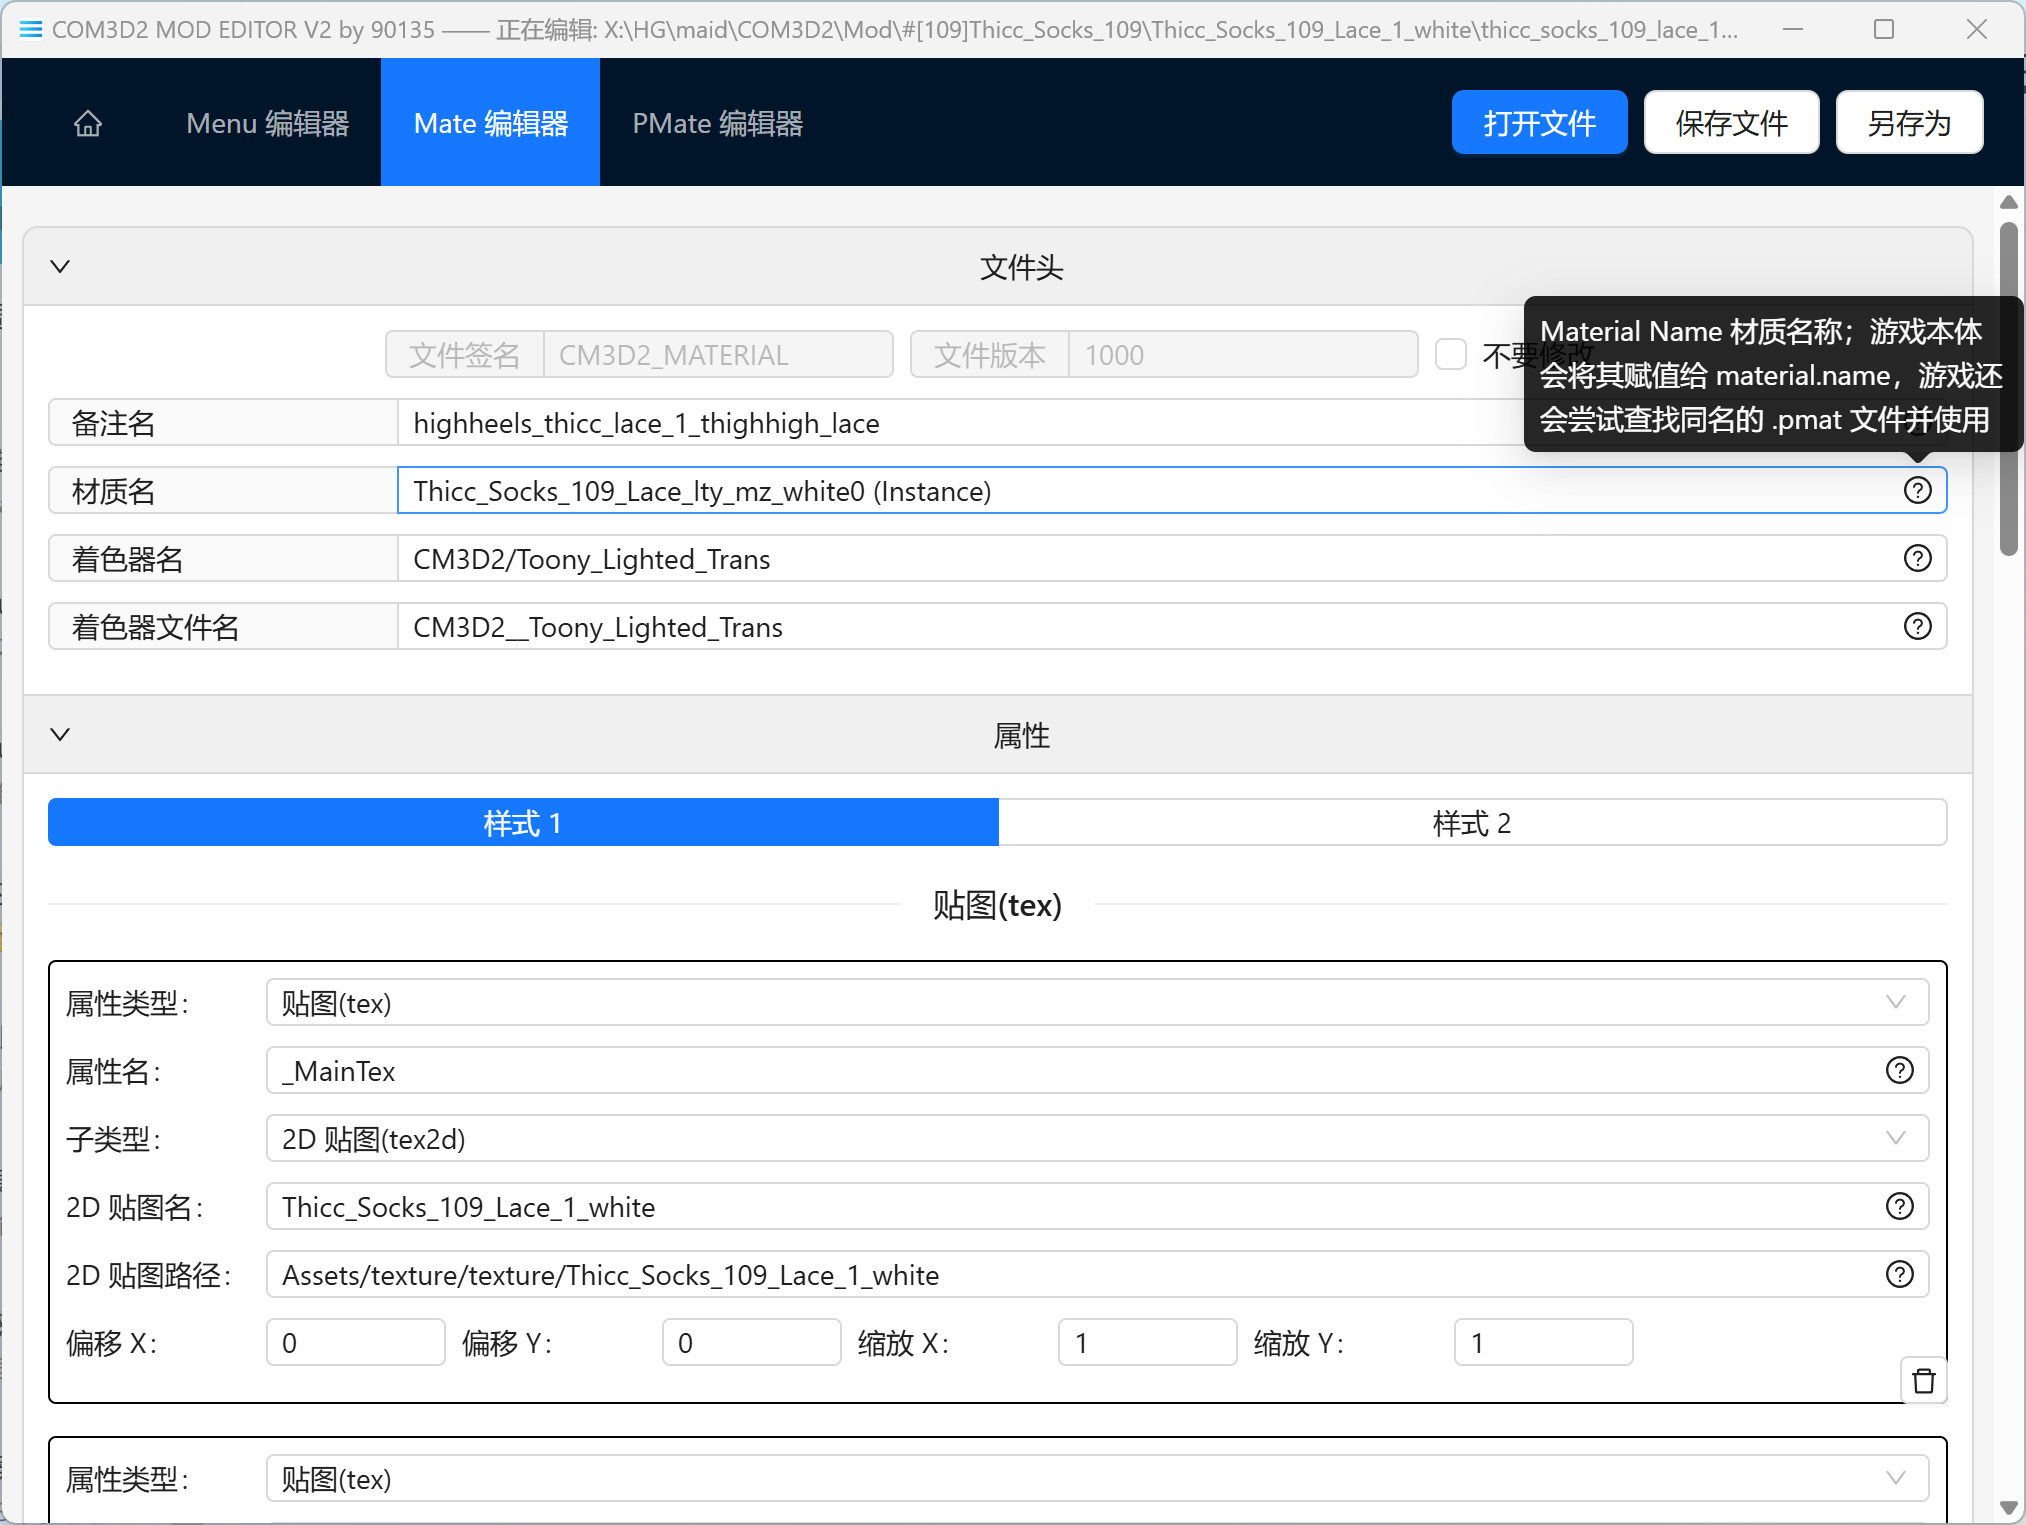 COM3D2 MOD EDITOR V2 by 90135 —— 正在编辑: X:\HG\maid\COM3D2\Mod\#[109]Thicc_Socks_109\Thicc_Socks_109_Lace_1_white\thicc_socks_109_lace_1...
Menu 编辑器
Mate 编辑器
PMate 编辑器
打开文件
保存文件
另存为
文件头
文件签名 CM3D2_MATERIAL
文件版本 1000
不要修改
Material Name 材质名称；游戏本体
会将其赋值给 material.name，游戏还
会尝试查找同名的 .pmat 文件并使用
备注名 highheels_thicc_lace_1_thighhigh_lace
材质名 Thicc_Socks_109_Lace_lty_mz_white0 (Instance)
着色器名 CM3D2/Toony_Lighted_Trans
着色器文件名 CM3D2__Toony_Lighted_Trans
属性
样式 1
样式 2
贴图(tex)
属性类型: 贴图(tex)
属性名: _MainTex
子类型: 2D 贴图(tex2d)
2D 贴图名: Thicc_Socks_109_Lace_1_white
2D 贴图路径: Assets/texture/texture/Thicc_Socks_109_Lace_1_white
偏移 X: 0 偏移 Y: 0 缩放 X: 1 缩放 Y: 1
属性类型: 贴图(tex)